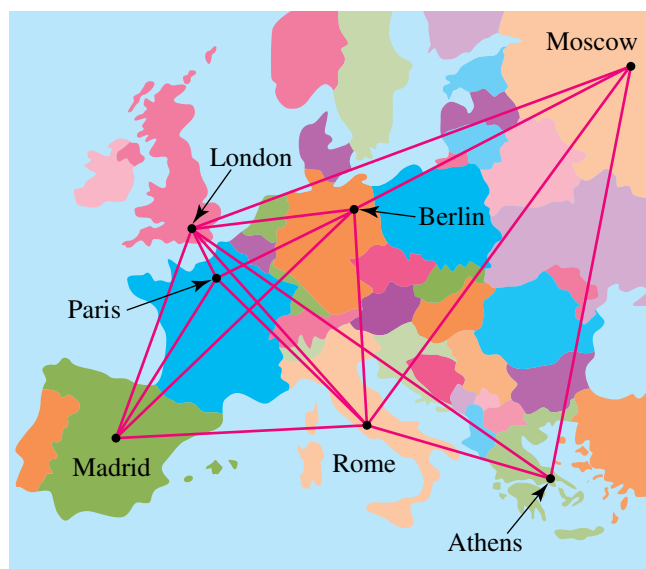 Moscow
London
Berlin
Paris
Madrid
Rome
Athens